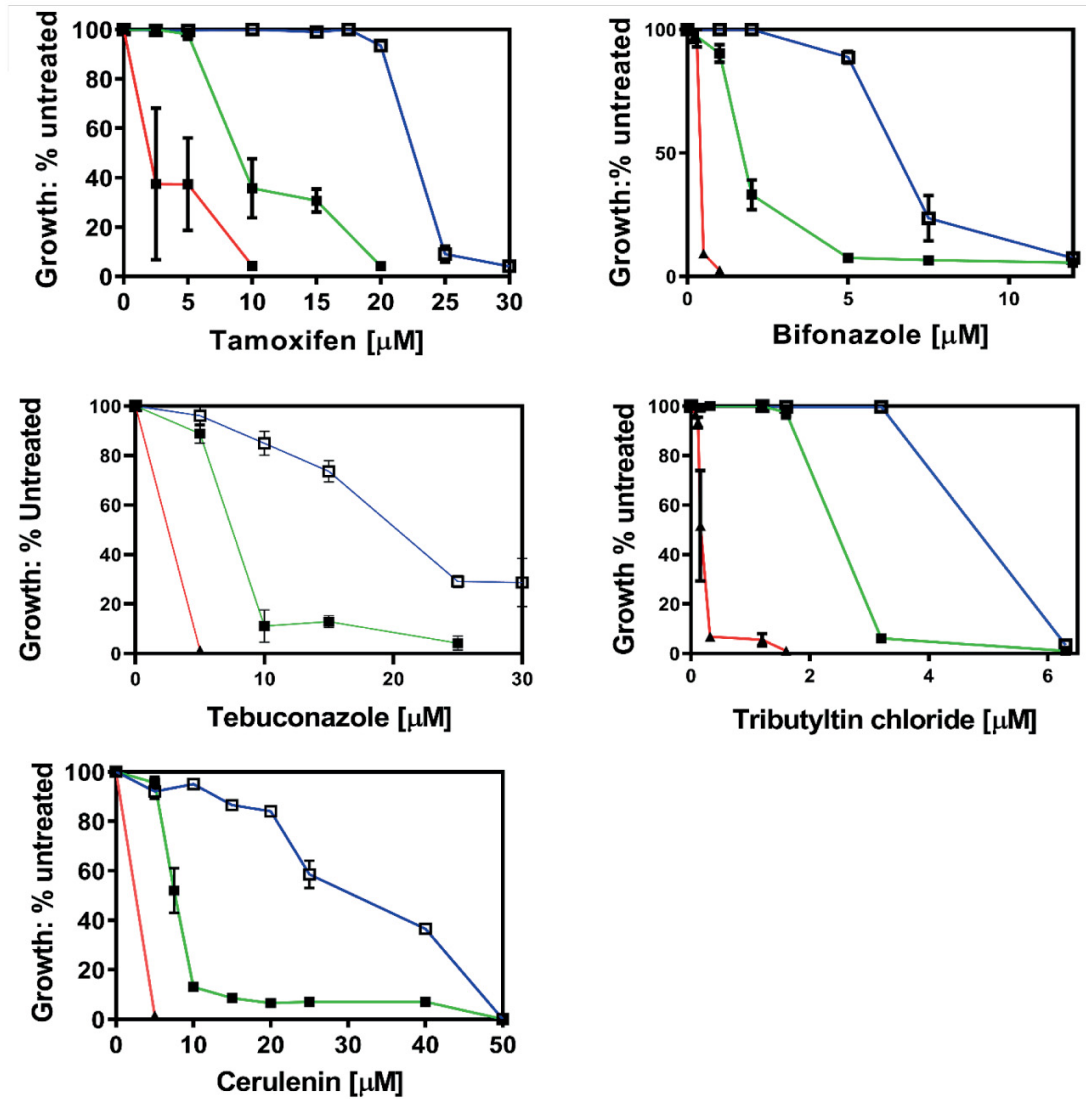 Growth: % untreated
100
80
60
40
20
0
0 5 10 15 20 25 30
Tamoxifen [µM]
Growth:% untreated
100
50
0
0 5 10
Bifonazole [µM]
Growth: % Untreated
100
80
60
40
20
0
0 10 20 30
Tebuconazole [µM]
Growth % untreated
100
80
60
40
20
0
0 2 4 6
Tributyltin chloride [µM]
Growth: % untreated
100
80
60
40
20
0
0 10 20 30 40 50
Cerulenin [µM]